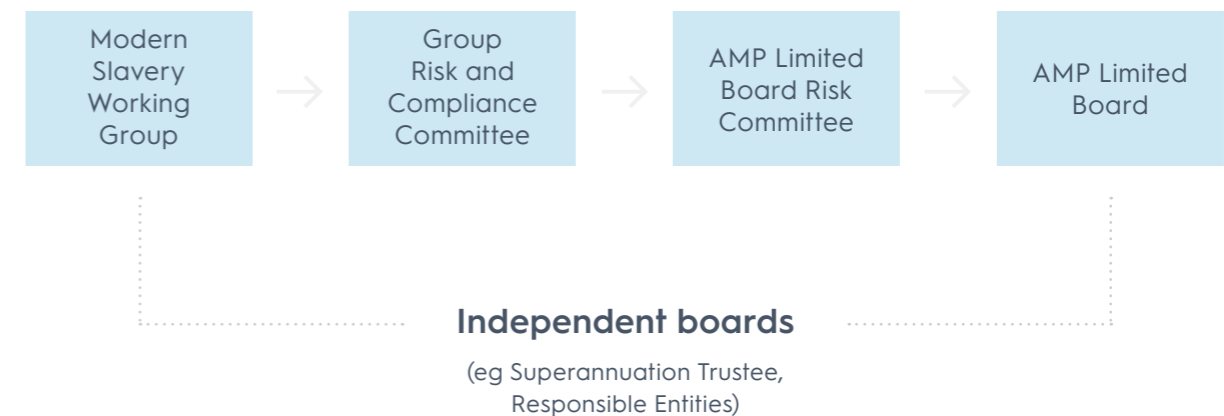 Modern
Slavery
Working
Group
Group
Risk and
Compliance
Committee
AMP Limited
Board Risk
Committee
AMP Limited
Board
Independent boards
(eg Superannuation Trustee,
Responsible Entities)